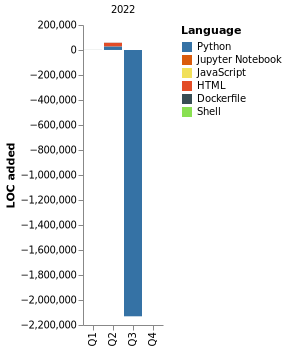 2022
LOC added
200,000
0
−200,000
−400,000
−600,000
−800,000
−1,000,000
−1,200,000
−1,400,000
−1,600,000
−1,800,000
−2,000,000
−2,200,000
Q1
Q2
Q3
Q4
Language
Python
Jupyter Notebook
JavaScript
HTML
Dockerfile
Shell